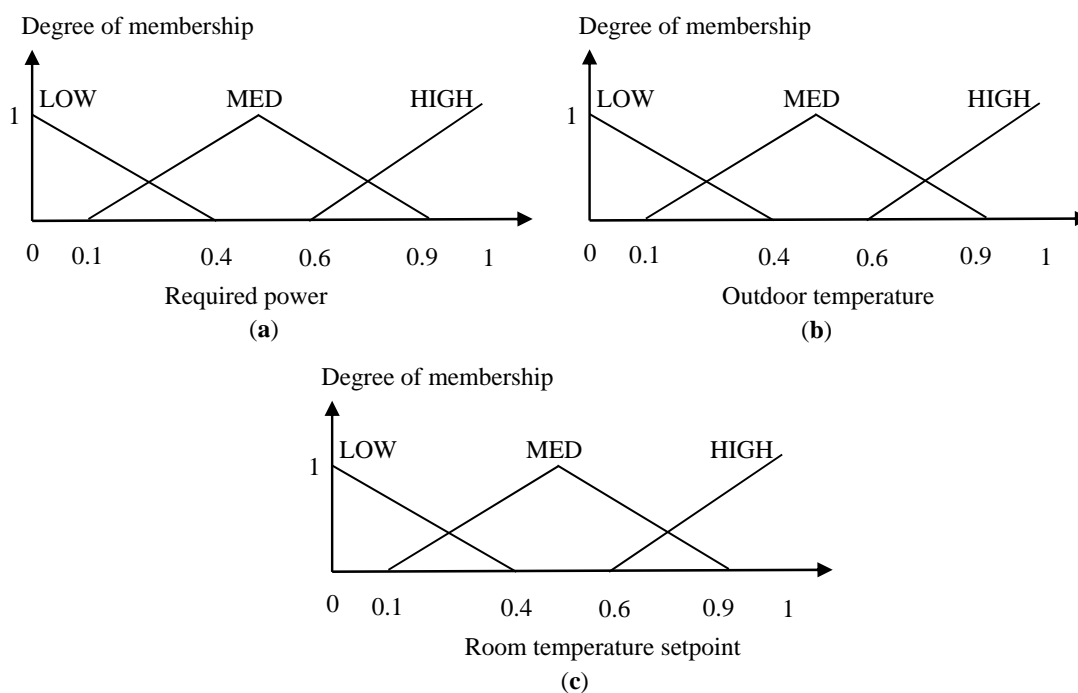 Degree of membership
LOW
MED
HIGH
1
0
0.1
0.4
0.6
0.9
1
Required power
(a)
Degree of membership
LOW
MED
HIGH
1
0
0.1
0.4
0.6
0.9
1
Outdoor temperature
(b)
Degree of membership
LOW
MED
HIGH
1
0
0.1
0.4
0.6
0.9
1
Room temperature setpoint
(c)